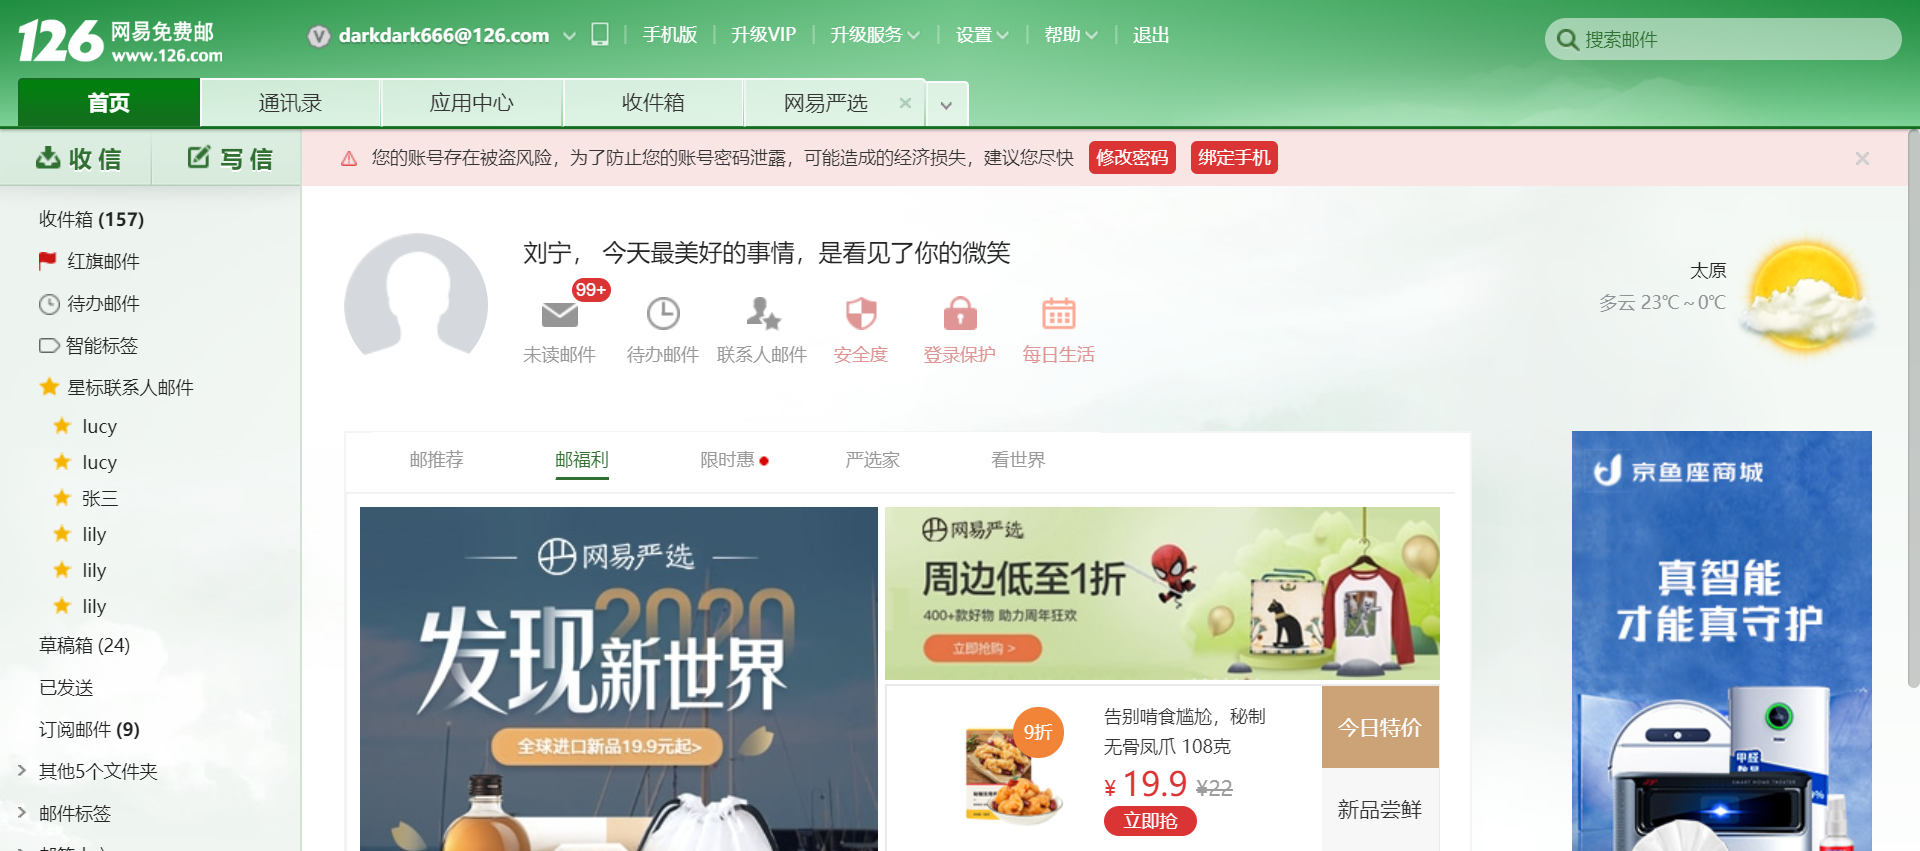 126 网易免费邮
www.126.com
darkdark666@126.com
手机版
升级VIP
升级服务
设置
帮助
退出
搜索邮件
首页
通讯录
应用中心
收件箱
网易严选
收信
写信
您的账号存在被盗风险，为了防止您的账号密码泄露，可能造成的经济损失，建议您尽快 修改密码 绑定手机
收件箱 (157)
红旗邮件
待办邮件
智能标签
星标联系人邮件
lucy
lucy
张三
lily
lily
lily
草稿箱 (24)
已发送
订阅邮件 (9)
其他5个文件夹
邮件标签
刘宁， 今天最美好的事情，是看见了你的微笑
99+
未读邮件
待办邮件
联系人邮件
安全度
登录保护
每日生活
太原
多云 23℃ ~ 0℃
邮推荐
邮福利
限时惠
严选家
看世界
网易严选
2020
发现新世界
全球进口新品19.9元起>
网易严选
周边低至1折
400+款好物 助力周年狂欢
立即抢购 >
9折
告别啃食尴尬，秘制
无骨凤爪 108克
¥ 19.9 ¥22
立即抢
今日特价
新品尝鲜
京鱼座商城
真智能
才能真守护